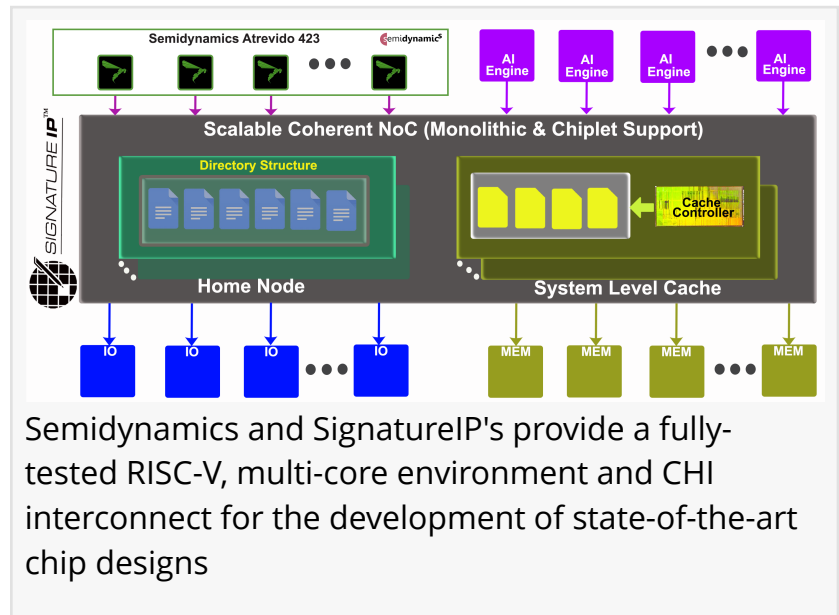 Semidynamics Atrevido 423
Semidynamics
AI
Engine
AI
Engine
AI
Engine
AI
Engine
SIGNATURE IP™
Scalable Coherent NoC (Monolithic & Chiplet Support)
Directory Structure
Cache
Controller
Home Node
System Level Cache
IO
IO
IO
IO
MEM
MEM
MEM
MEM
Semidynamics and SignatureIP's provide a fully-
tested RISC-V, multi-core environment and CHI
interconnect for the development of state-of-the-art
chip designs